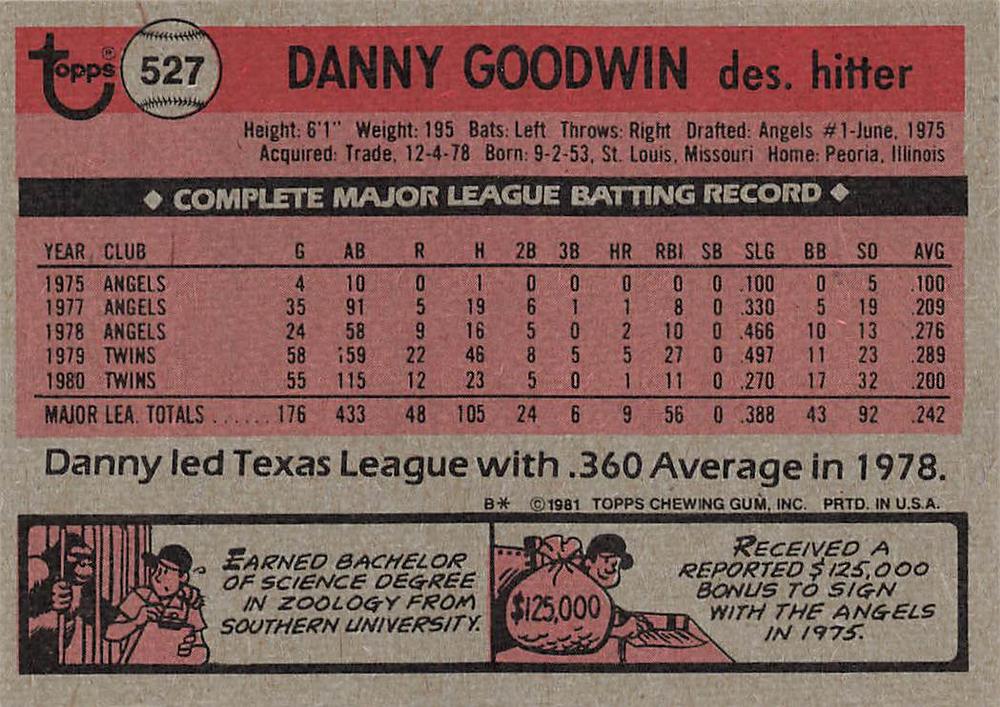 Topps® 527 DANNY GOODWIN des. hitter
Height: 6'1" Weight: 195 Bats: Left Throws: Right Drafted: Angels #1-June, 1975
Acquired: Trade, 12-4-78 Born: 9-2-53, St. Louis, Missouri Home: Peoria, Illinois
◆ COMPLETE MAJOR LEAGUE BATTING RECORD ◆
YEAR CLUB G AB R H 2B 3B HR RBI SB SLG BB SO AVG
1975 ANGELS 4 10 0 1 0 0 0 0 0 .100 0 5 .100
1977 ANGELS 35 91 5 19 6 1 1 8 0 .330 5 19 .209
1978 ANGELS 24 58 9 16 5 0 2 10 0 .466 10 13 .276
1979 TWINS 58 159 22 46 8 5 5 27 0 .497 11 23 .289
1980 TWINS 55 115 12 23 5 0 1 11 0 .270 17 32 .200
MAJOR LEA. TOTALS ...... 176 433 48 105 24 6 9 56 0 .388 43 92 .242
Danny led Texas League with .360 Average in 1978.
B* ©1981 TOPPS CHEWING GUM, INC. PRTD. IN U.S.A.
EARNED BACHELOR
OF SCIENCE DEGREE
IN ZOOLOGY FROM
SOUTHERN UNIVERSITY.
$125,000
RECEIVED A
REPORTED $125,000
BONUS TO SIGN
WITH THE ANGELS
IN 1975.